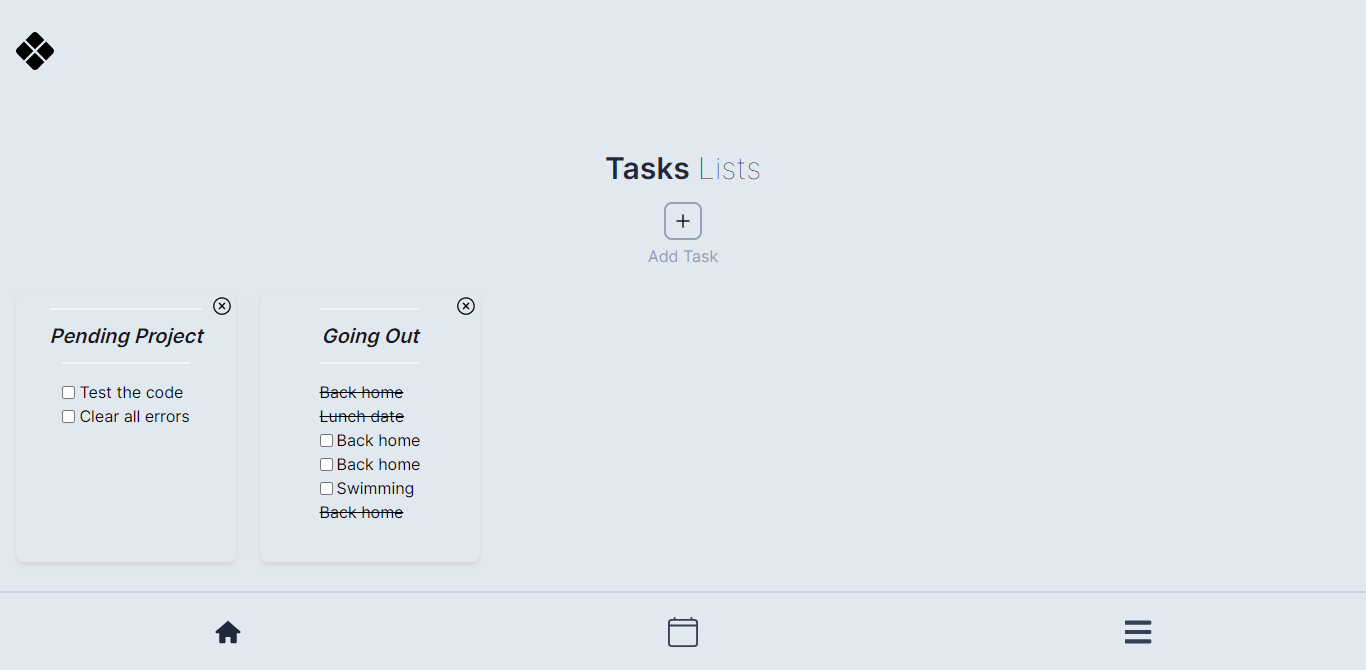 Tasks Lists
Add Task
Pending Project
Test the code
Clear all errors
Going Out
Back home
Lunch date
Back home
Back home
Swimming
Back home